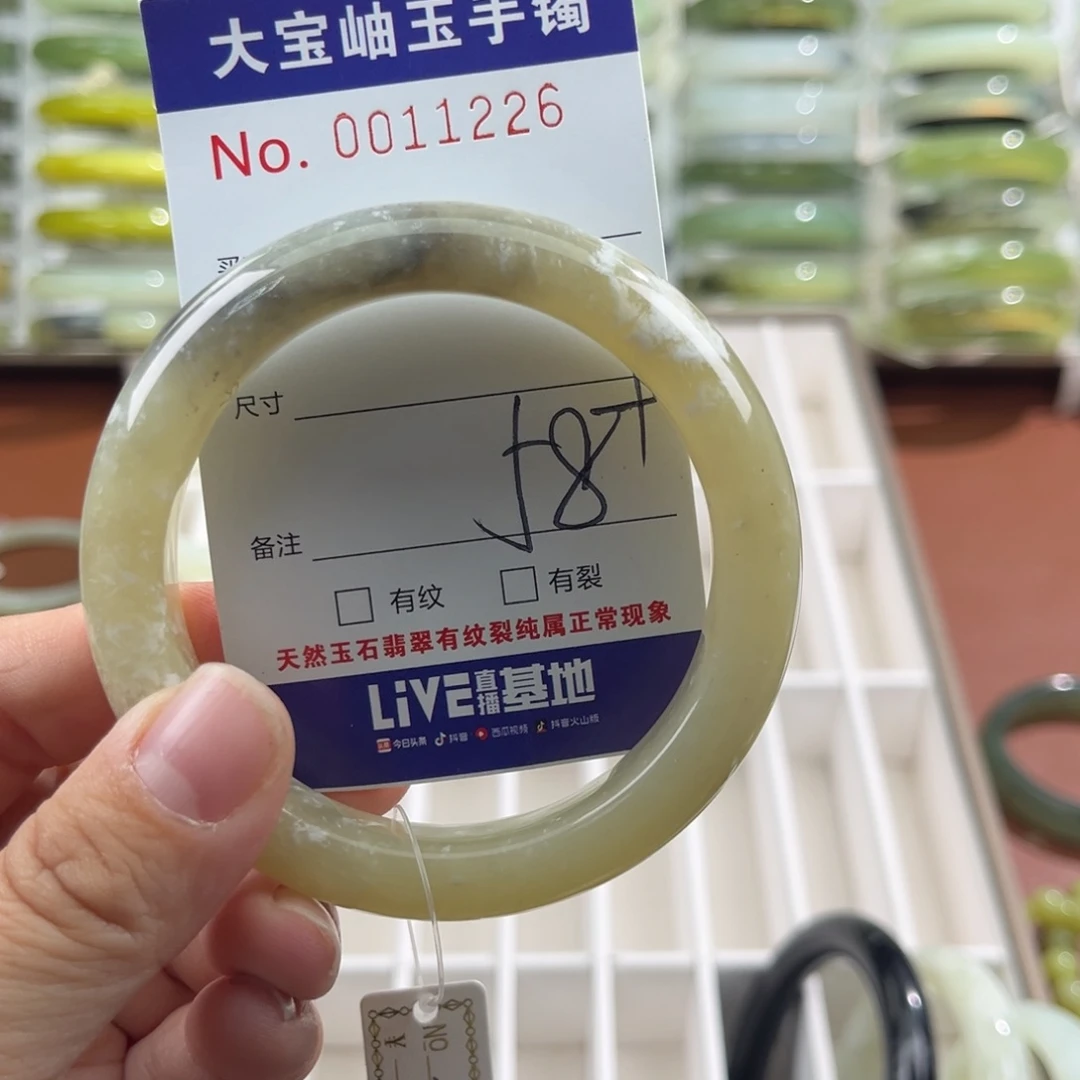 大宝岫玉手镯
No. 0011226
尺寸
58
备注
有纹 有裂
天然玉石翡翠有纹裂纯属正常现象
LiVE直播基地
今日头条 抖音 西瓜视频 抖音火山版
NO